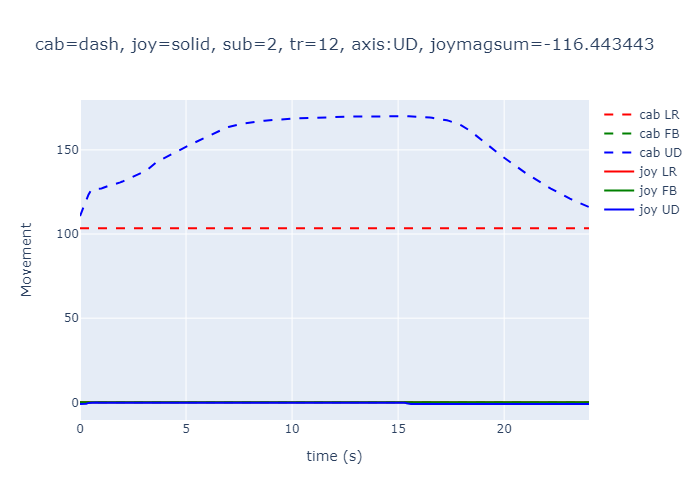 cab=dash, joy=solid, sub=2, tr=12, axis:UD, joymagsum=-116.443443
cab LR
cab FB
cab UD
joy LR
joy FB
joy UD
Movement
150
100
50
0
0
5
10
15
20
time (s)